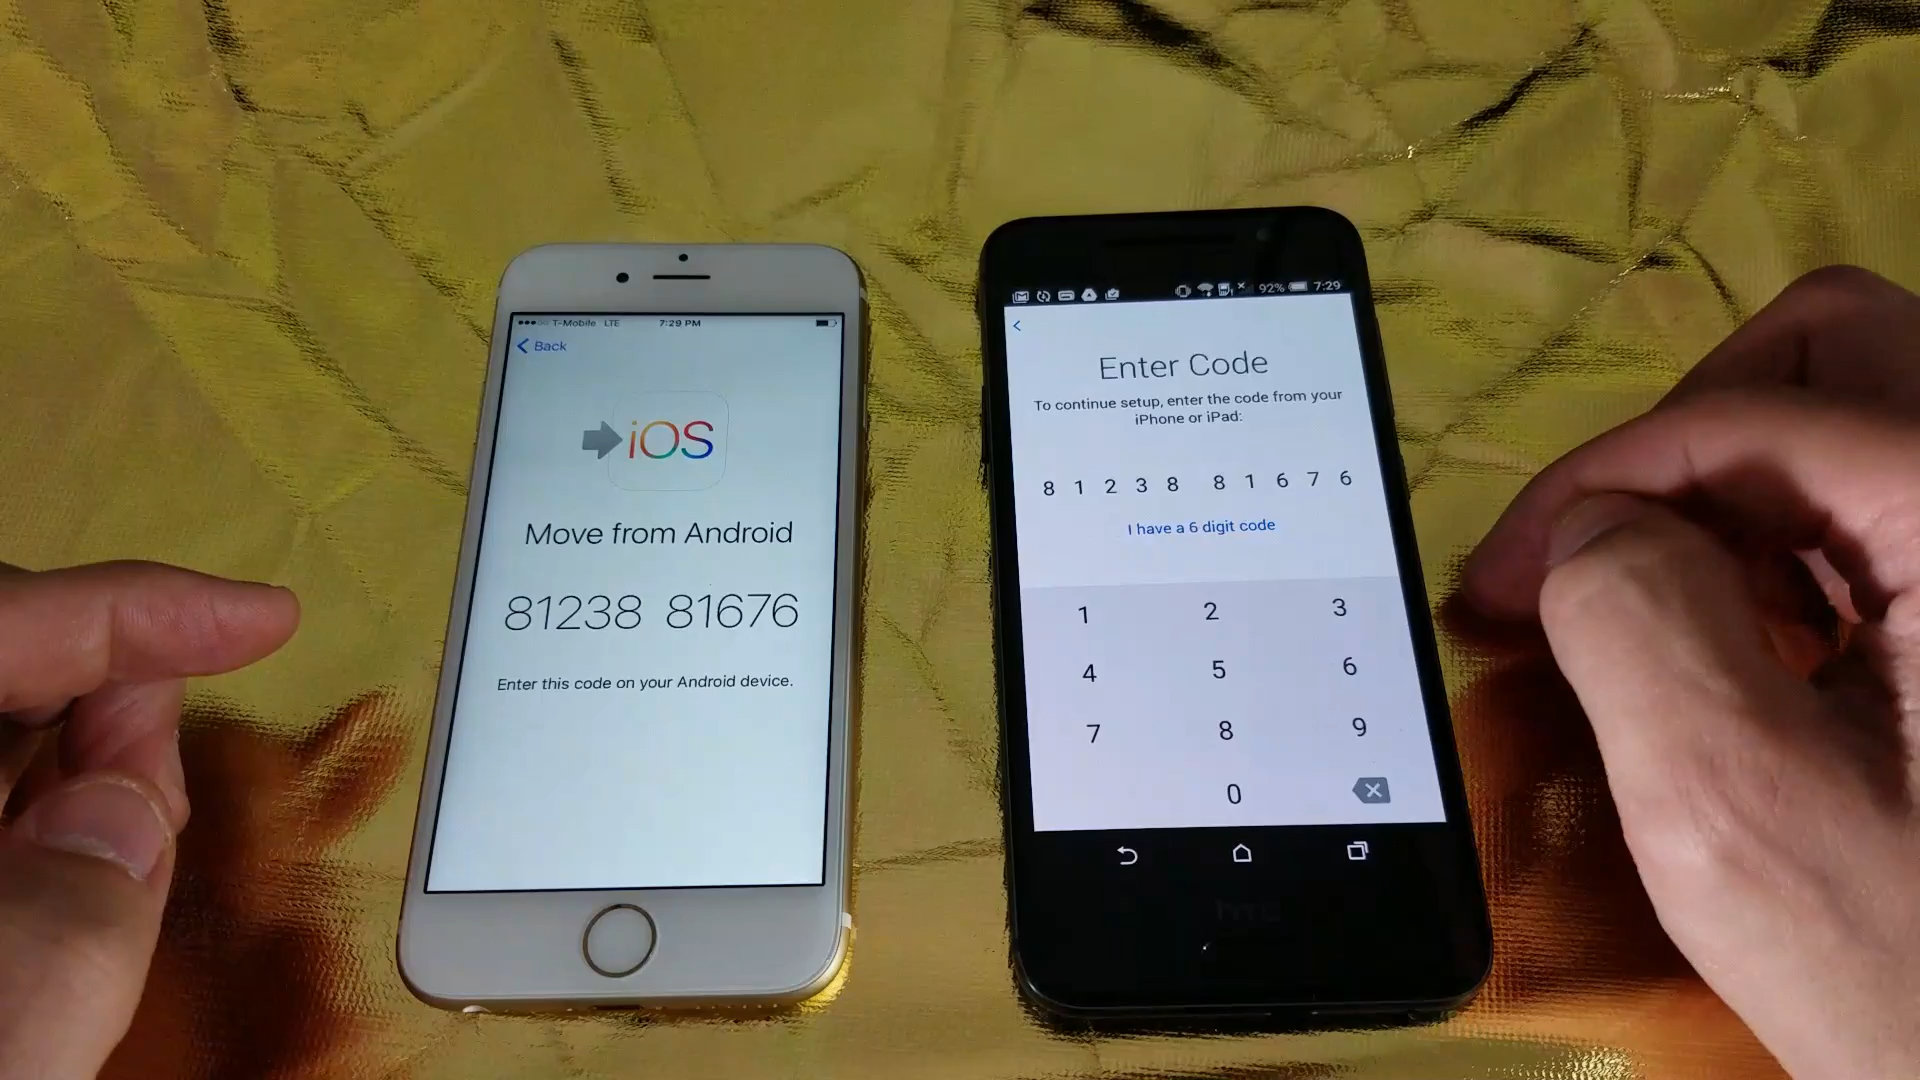 T-Mobile LTE 7:29 PM
Back
iOS
Move from Android
81238 81676
Enter this code on your Android device.
92% 7:29
Enter Code
To continue setup, enter the code from your
iPhone or iPad:
8 1 2 3 8 8 1 6 7 6
I have a 6 digit code
1 2 3
4 5 6
7 8 9
0
hTC